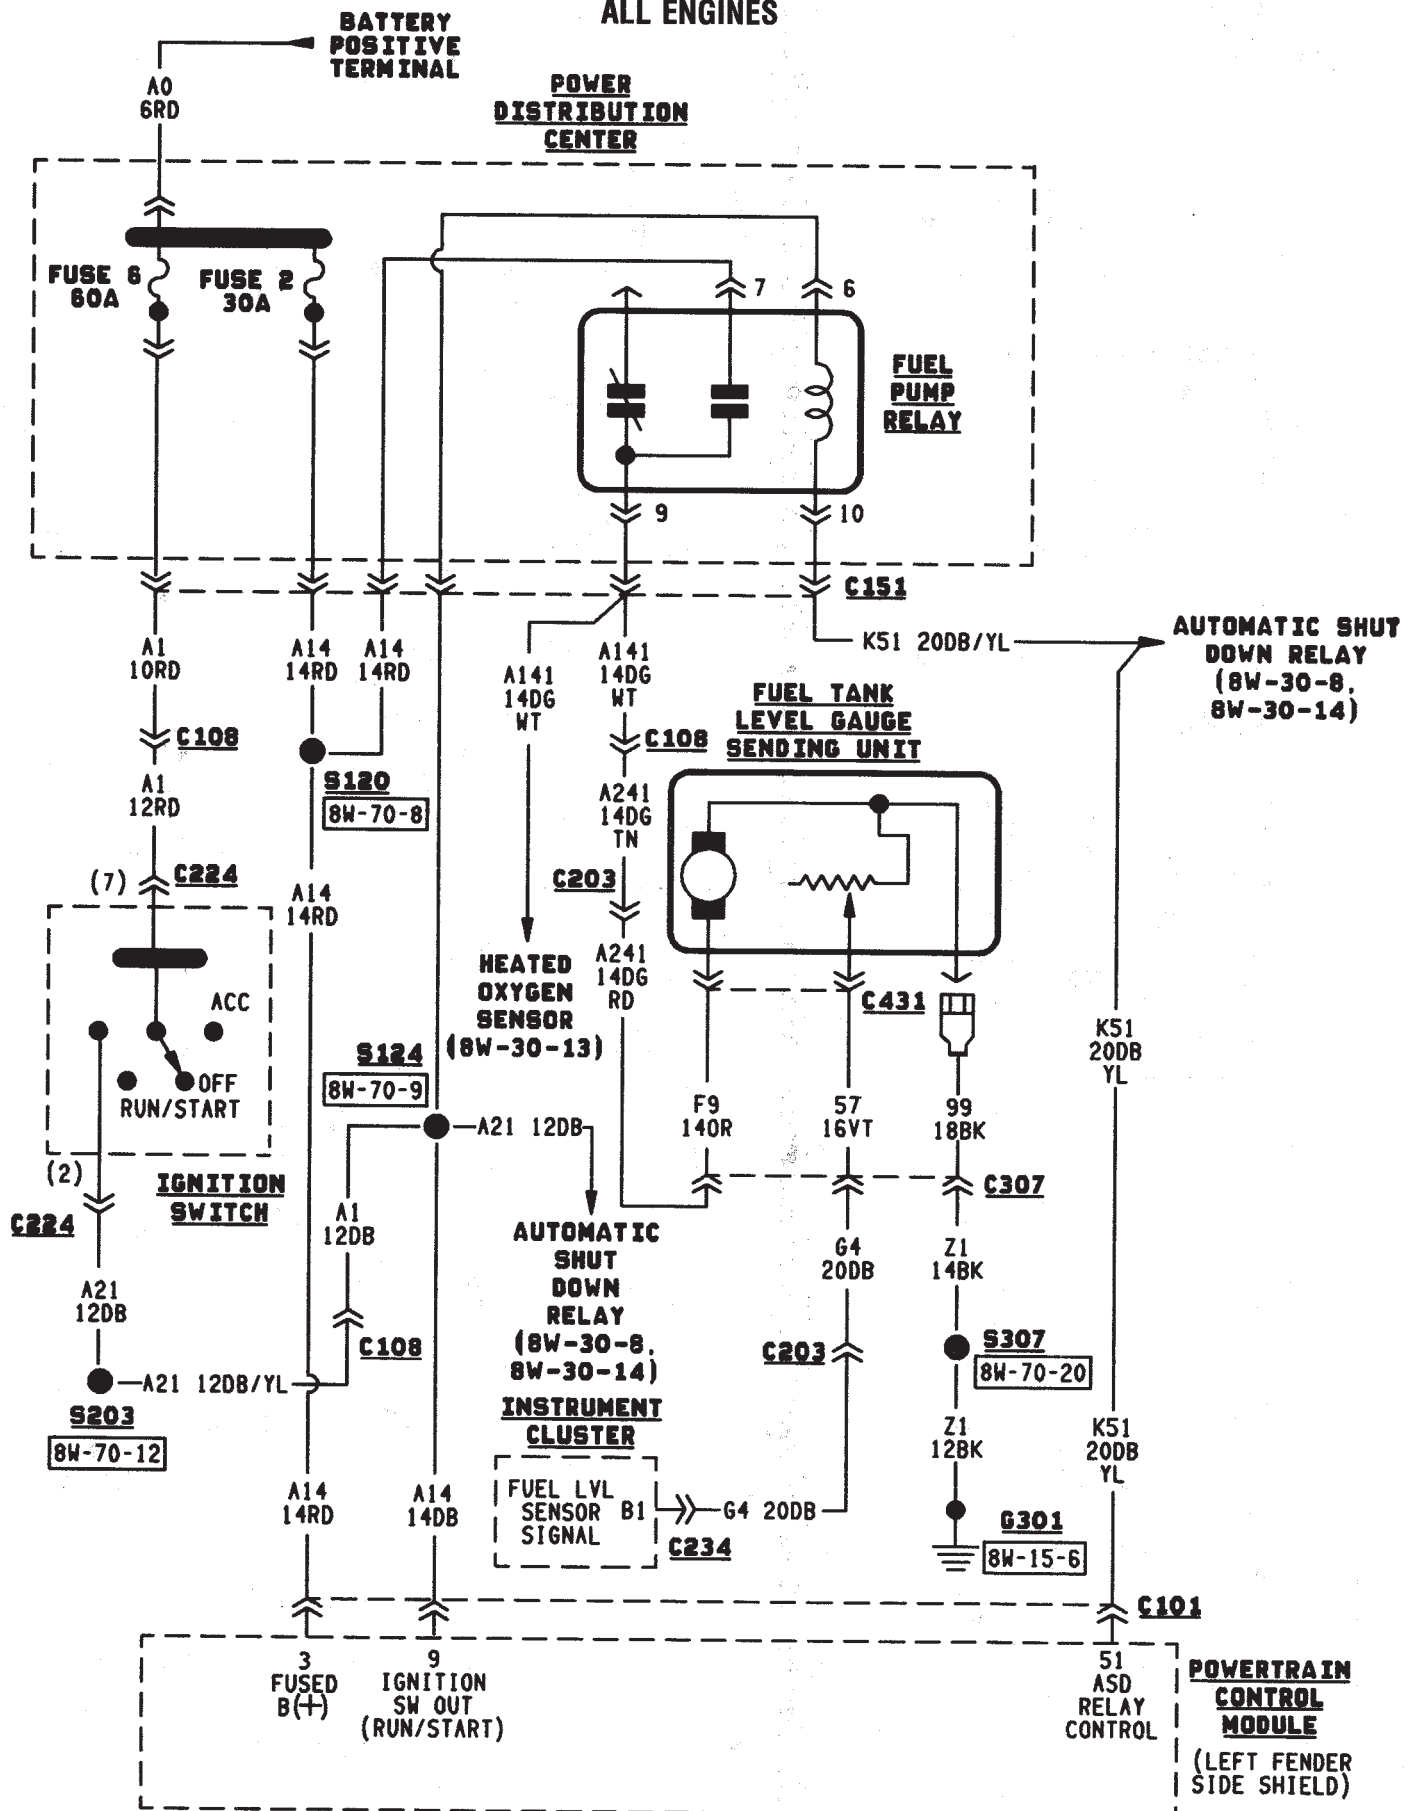 ALL ENGINES
BATTERY
POSITIVE
TERMINAL
A0
6RD
POWER
DISTRIBUTION
CENTER
FUSE 6
60A
FUSE 2
30A
7
6
FUEL
PUMP
RELAY
9
10
C151
A1
10RD
A14
14RD
A14
14RD
A141
14DG
WT
A141
14DG
WT
K51 20DB/YL
AUTOMATIC SHUT
DOWN RELAY
(8W-30-8,
8W-30-14)
C108
C108
FUEL TANK
LEVEL GAUGE
SENDING UNIT
S120
8W-70-8
A1
12RD
A241
14DG
TN
(7)
C224
C203
A14
14RD
A241
14DG
RD
HEATED
OXYGEN
SENSOR
(8W-30-13)
ACC
OFF
RUN/START
C431
K51
20DB
YL
S124
8W-70-9
A21 12DB
F9
14OR
57
16VT
99
18BK
(2)
IGNITION
SWITCH
C224
C307
A1
12DB
AUTOMATIC
SHUT
DOWN
RELAY
(8W-30-8,
8W-30-14)
G4
20DB
Z1
14BK
A21
12DB
C108
C203
S307
8W-70-20
A21 12DB/YL
S203
8W-70-12
INSTRUMENT
CLUSTER
Z1
12BK
K51
20DB
YL
A14
14RD
A14
14DB
FUEL LVL
SENSOR B1
SIGNAL
G4 20DB
C234
G301
8W-15-6
C101
3
FUSED
B(+)
9
IGNITION
SW OUT
(RUN/START)
51
ASD
RELAY
CONTROL
POWERTRAIN
CONTROL
MODULE
(LEFT FENDER
SIDE SHIELD)